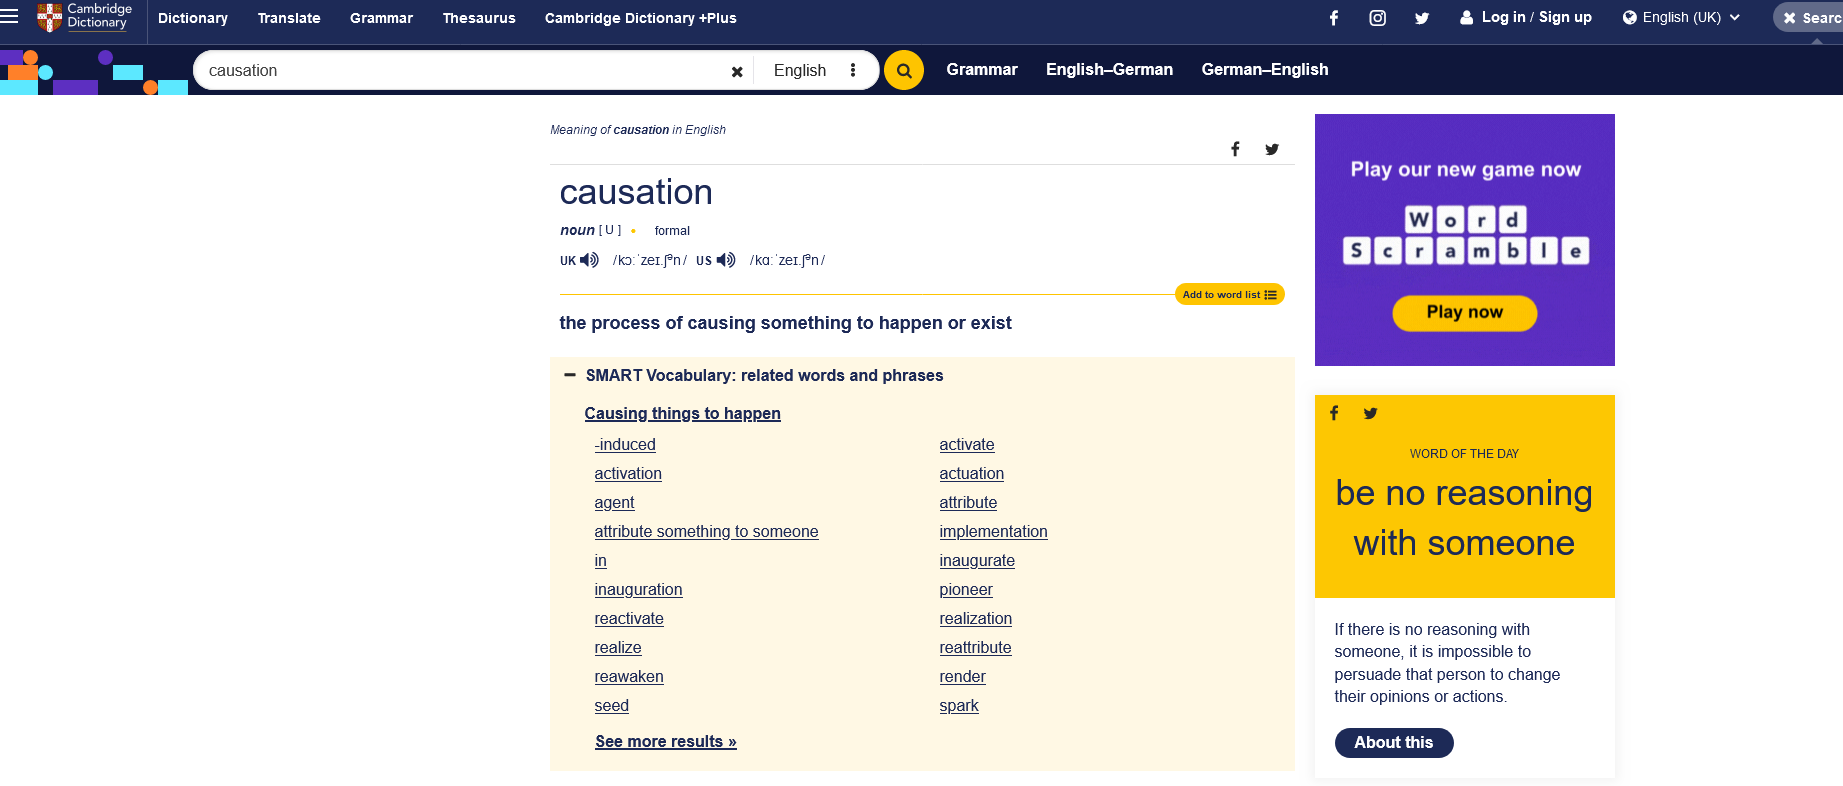 Cambridge
Dictionary
Dictionary
Translate
Grammar
Thesaurus
Cambridge Dictionary +Plus
Log in / Sign up
English (UK)
causation
English
Grammar
English–German
German–English
Meaning of causation in English
causation
noun [ U ] • formal
UK /kɔːˈzeɪ.ʃᵊn/ US /kɑːˈzeɪ.ʃᵊn/
Add to word list
the process of causing something to happen or exist
SMART Vocabulary: related words and phrases
Causing things to happen
-induced
activate
activation
actuation
agent
attribute
attribute something to someone
implementation
in
inaugurate
inauguration
pioneer
reactivate
realization
realize
reattribute
reawaken
render
seed
spark
See more results »
Play our new game now
Word
Scramble
Play now
WORD OF THE DAY
be no reasoning
with someone
If there is no reasoning with
someone, it is impossible to
persuade that person to change
their opinions or actions.
About this